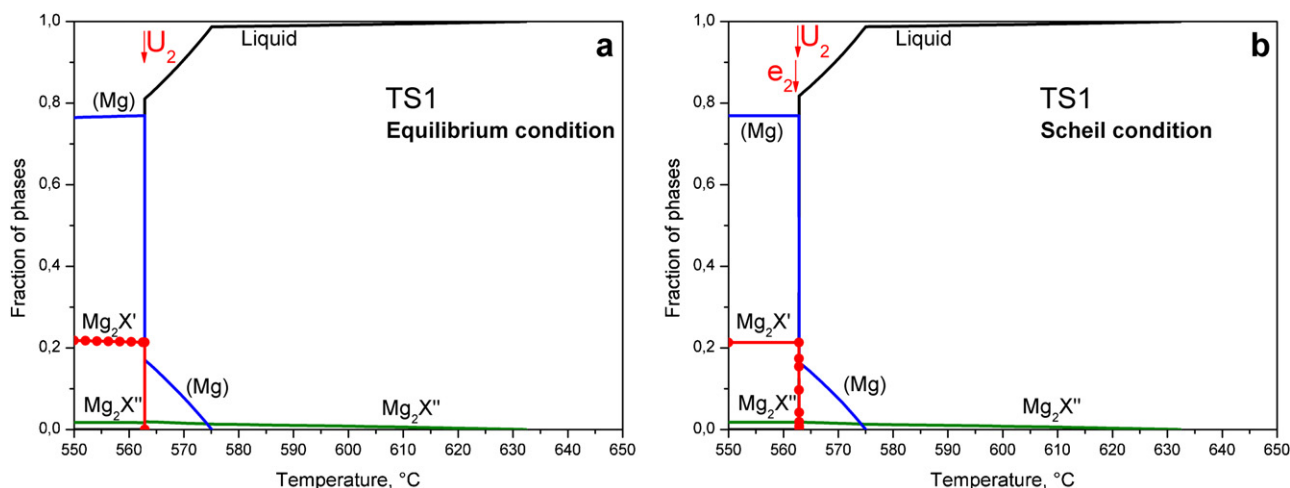 a
U₂
Liquid
(Mg)
TS1
Equilibrium condition
Mg₂X'
(Mg)
Mg₂X''
Mg₂X''
Fraction of phases
1,0
0,8
0,6
0,4
0,2
0,0
550 560 570 580 590 600 610 620 630 640 650
Temperature, °C
b
U₂
Liquid
e₂
TS1
(Mg)
Scheil condition
Mg₂X'
(Mg)
Mg₂X''
Mg₂X''
Fraction of phases
1,0
0,8
0,6
0,4
0,2
0,0
550 560 570 580 590 600 610 620 630 640 650
Temperature, °C